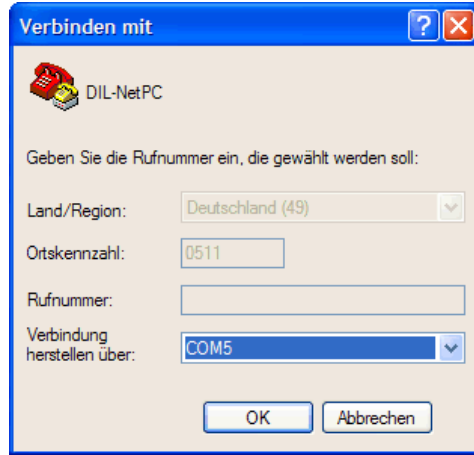 Verbinden mit
DIL-NetPC
Geben Sie die Rufnummer ein, die gewählt werden soll:
Land/Region: Deutschland (49)
Ortskennzahl: 0511
Rufnummer:
Verbindung
herstellen über: COM5
OK Abbrechen